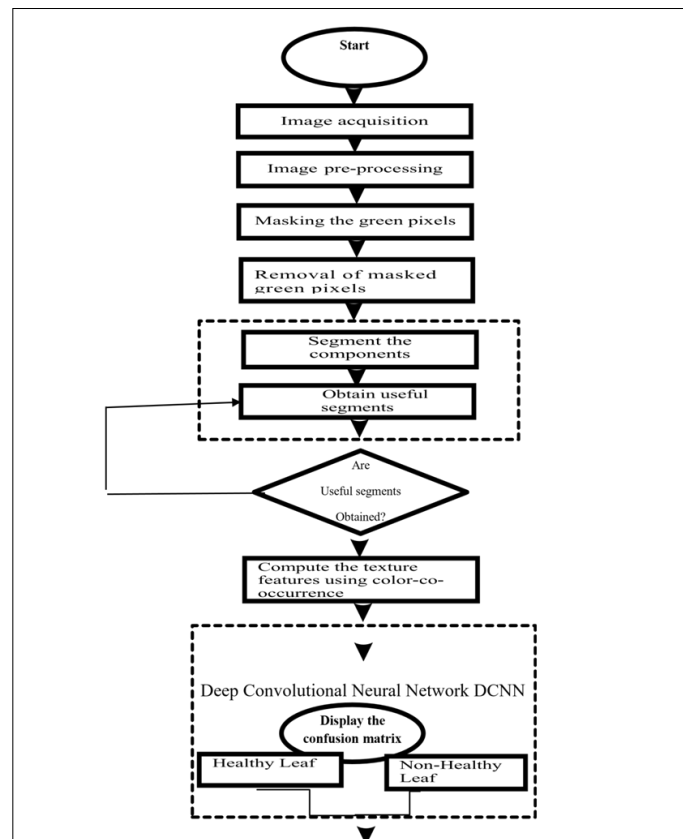 Start
Image acquisition
Image pre-processing
Masking the green pixels
Removal of masked
green pixels
Segment the
components
Obtain useful
segments
Are
Useful segments
Obtained?
Compute the texture
features using color-co-
occurrence
Deep Convolutional Neural Network DCNN
Display the
confusion matrix
Healthy Leaf
Non-Healthy
Leaf